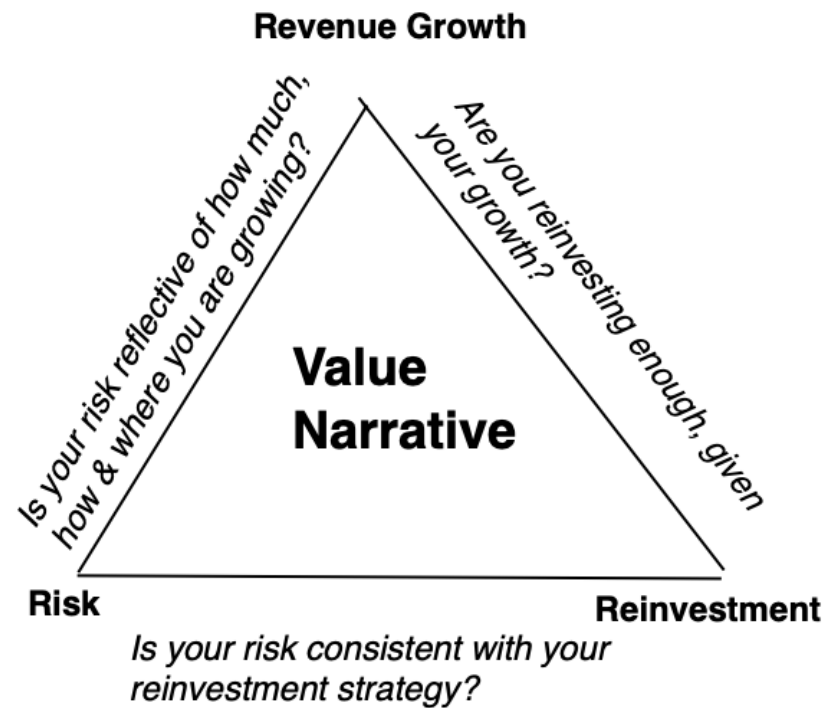 Revenue Growth
Is your risk reflective of how much,
how & where you are growing?
Are you reinvesting enough, given
your growth?
Value
Narrative
Risk
Reinvestment
Is your risk consistent with your
reinvestment strategy?